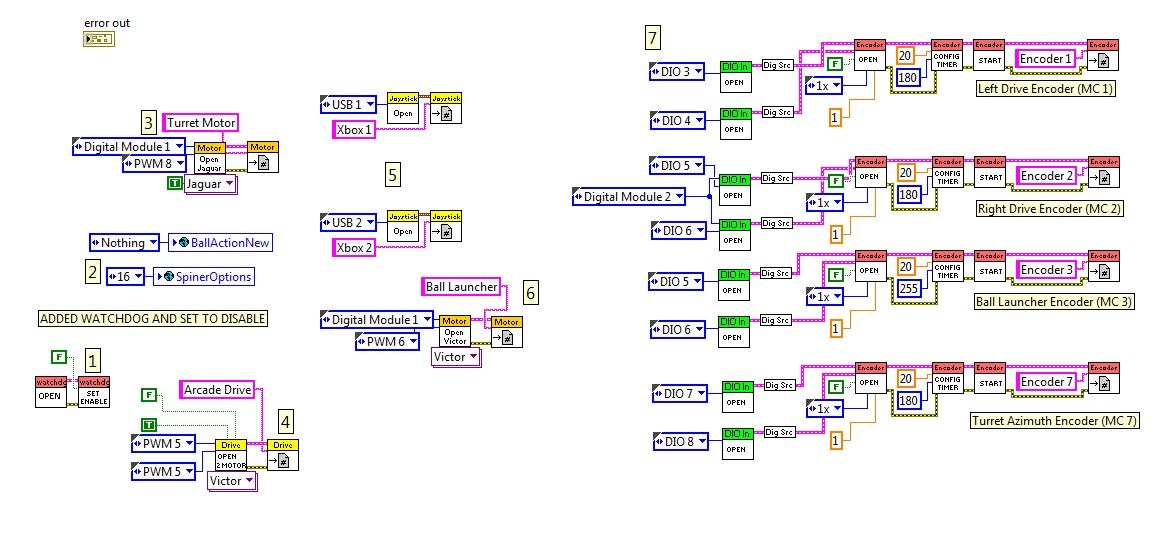 error out
3
Turret Motor
Digital Module 1
PWM 8
Motor
Open
Jaguar
Motor
#
T
Jaguar
Nothing
BallActionNew
2
16
SpinerOptions
ADDED WATCHDOG AND SET TO DISABLE
F
1
watchdg
OPEN
watchdg
SET
ENABLE
Arcade Drive
F
T
4
PWM 5
PWM 5
Drive
OPEN
2 MOTOR
Drive
#
Victor
USB 1
Joystick
Open
Joystick
#
Xbox 1
5
USB 2
Joystick
Open
Joystick
#
Xbox 2
Ball Launcher
6
Digital Module 1
PWM 6
Motor
Open
Victor
Motor
#
Victor
7
DIO 3
DIO In
OPEN
Dig Src
DIO 4
DIO In
OPEN
Dig Src
F
1x
1
Encoder
OPEN
20
180
Encoder
CONFIG
TIMER
Encoder
START
Encoder 1
Encoder
#
Left Drive Encoder (MC 1)
DIO 5
Digital Module 2
DIO In
OPEN
Dig Src
DIO 6
DIO In
OPEN
Dig Src
F
1x
1
Encoder
OPEN
20
180
Encoder
CONFIG
TIMER
Encoder
START
Encoder 2
Encoder
#
Right Drive Encoder (MC 2)
DIO 5
DIO In
OPEN
Dig Src
DIO 6
DIO In
OPEN
Dig Src
F
1x
1
Encoder
OPEN
20
255
Encoder
CONFIG
TIMER
Encoder
START
Encoder 3
Encoder
#
Ball Launcher Encoder (MC 3)
DIO 7
DIO In
OPEN
Dig Src
DIO 8
DIO In
OPEN
Dig Src
F
1x
1
Encoder
OPEN
20
180
Encoder
CONFIG
TIMER
Encoder
START
Encoder 7
Encoder
#
Turret Azimuth Encoder (MC 7)